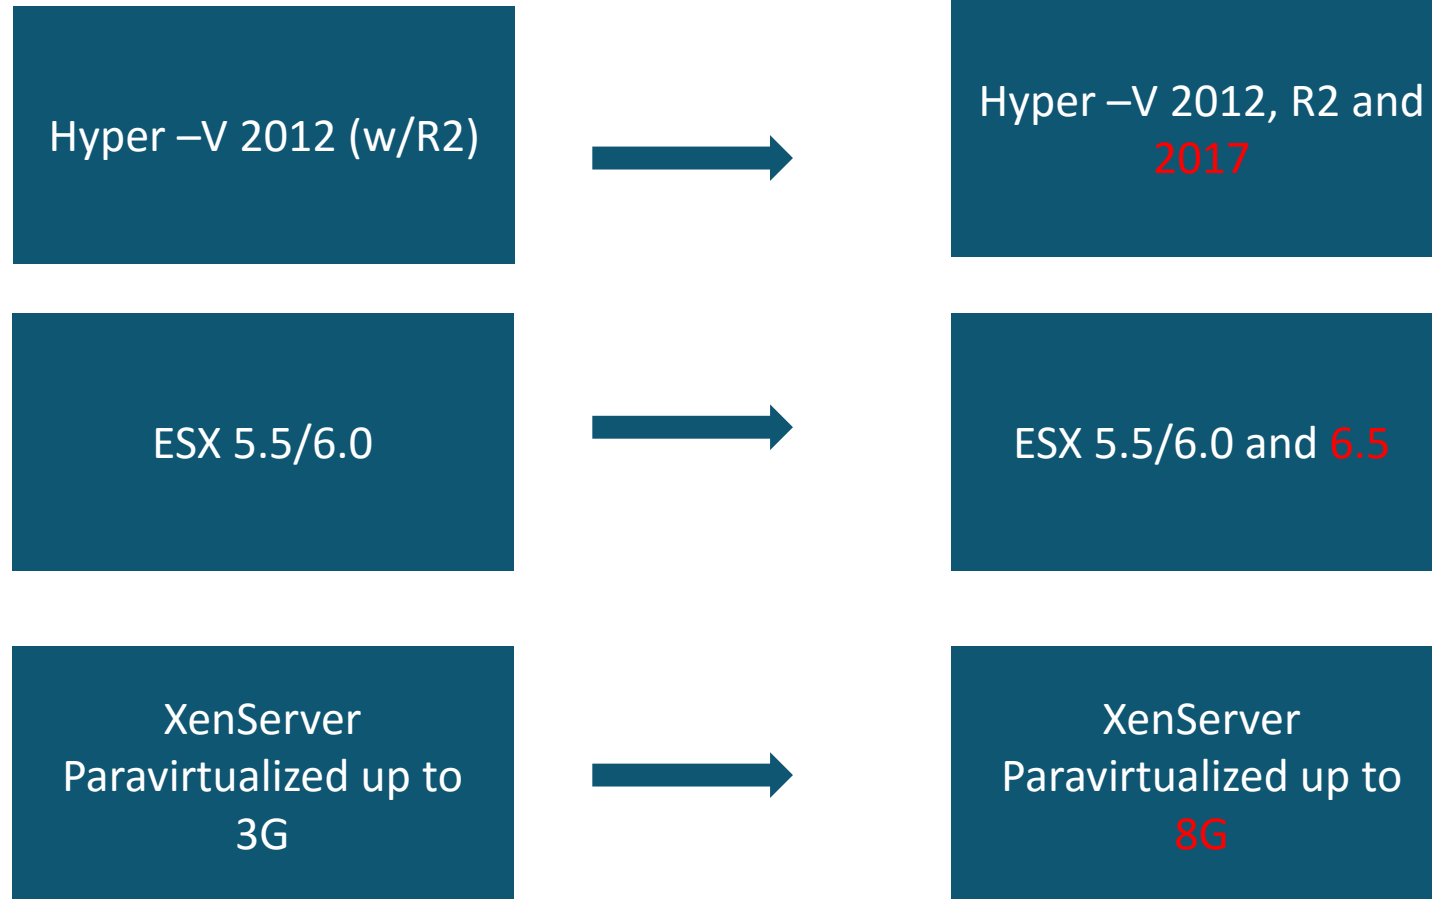 Hyper –V 2012 (w/R2)
Hyper –V 2012, R2 and
2017
ESX 5.5/6.0
ESX 5.5/6.0 and 6.5
XenServer
Paravirtualized up to
3G
XenServer
Paravirtualized up to
8G